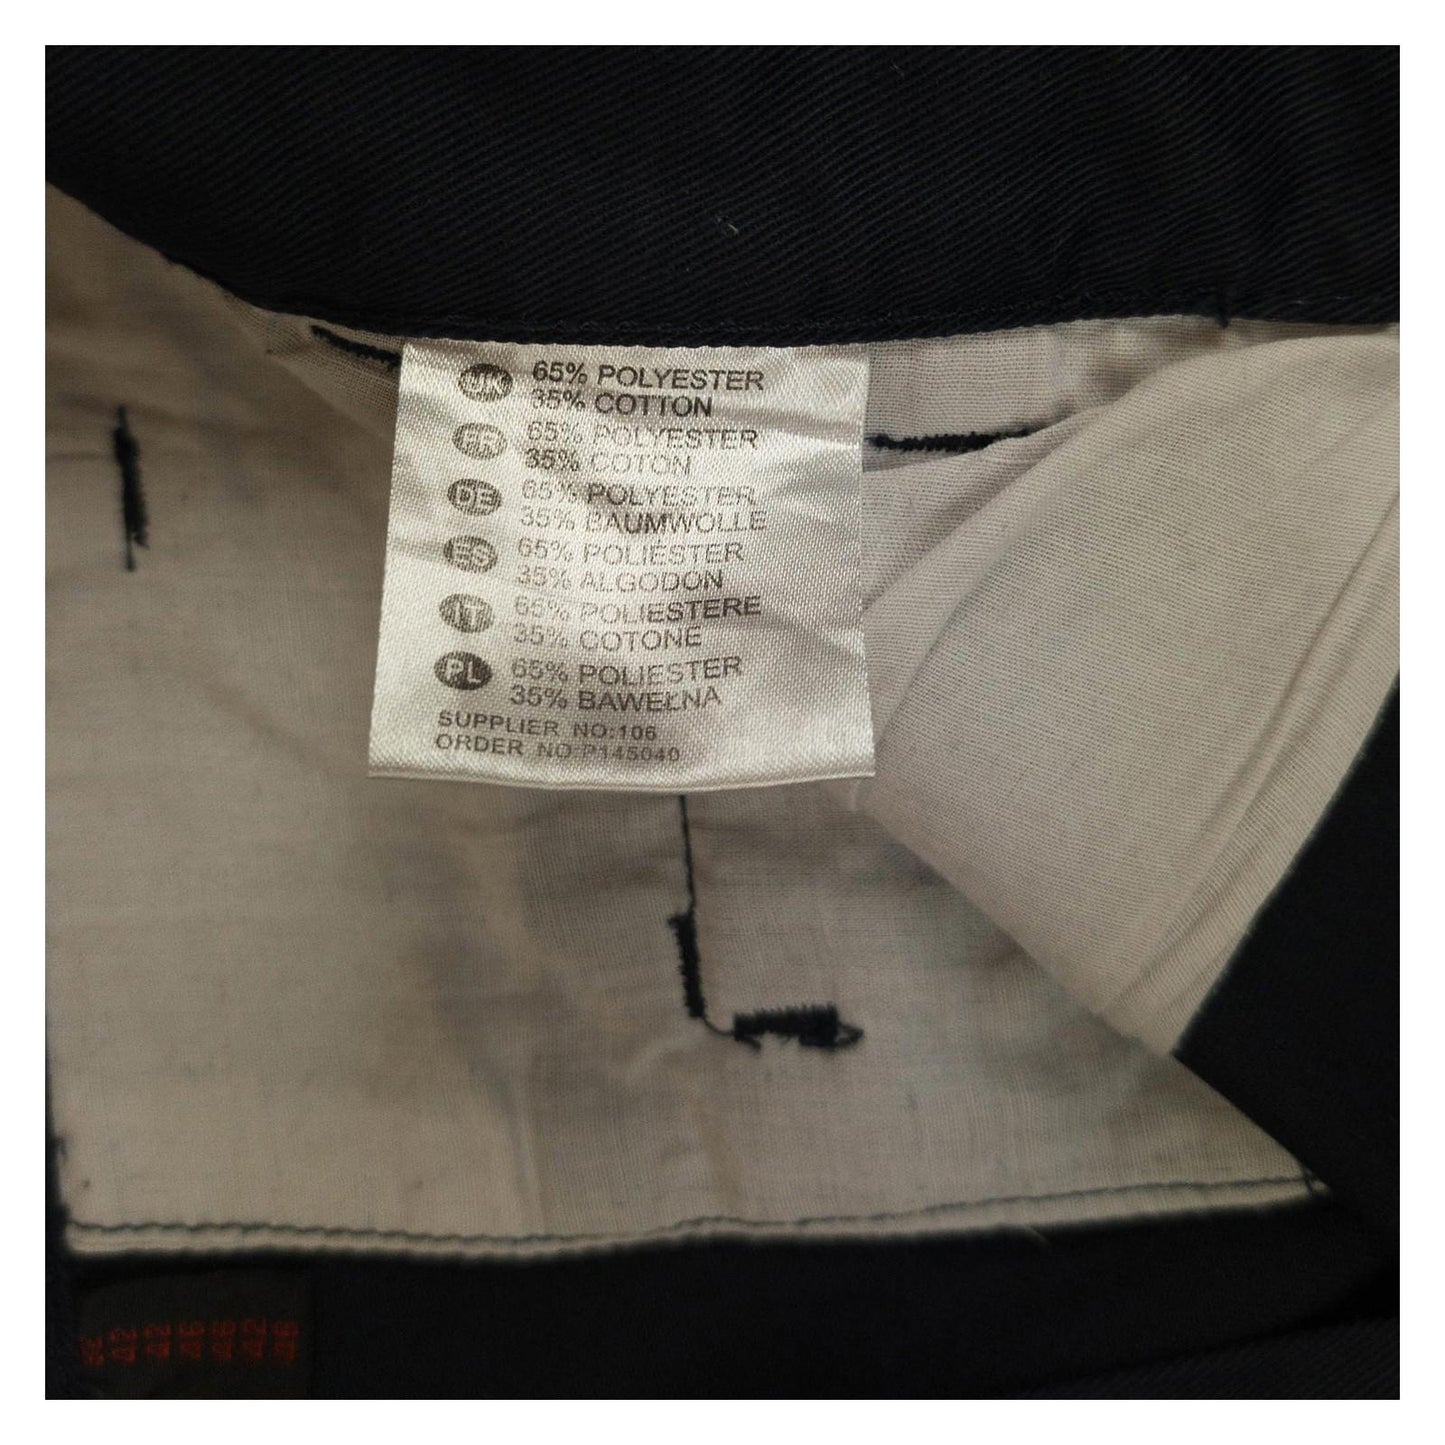 UK 65% POLYESTER
35% COTTON
FR 65% POLYESTER
35% COTON
DE 65% POLYESTER
35% BAUMWOLLE
ES 65% POLIÉSTER
35% ALGODON
IT 65% POLIESTERE
35% COTONE
PL 65% POLIESTER
35% BAWEŁNA
SUPPLIER NO:106
ORDER NO:P145040